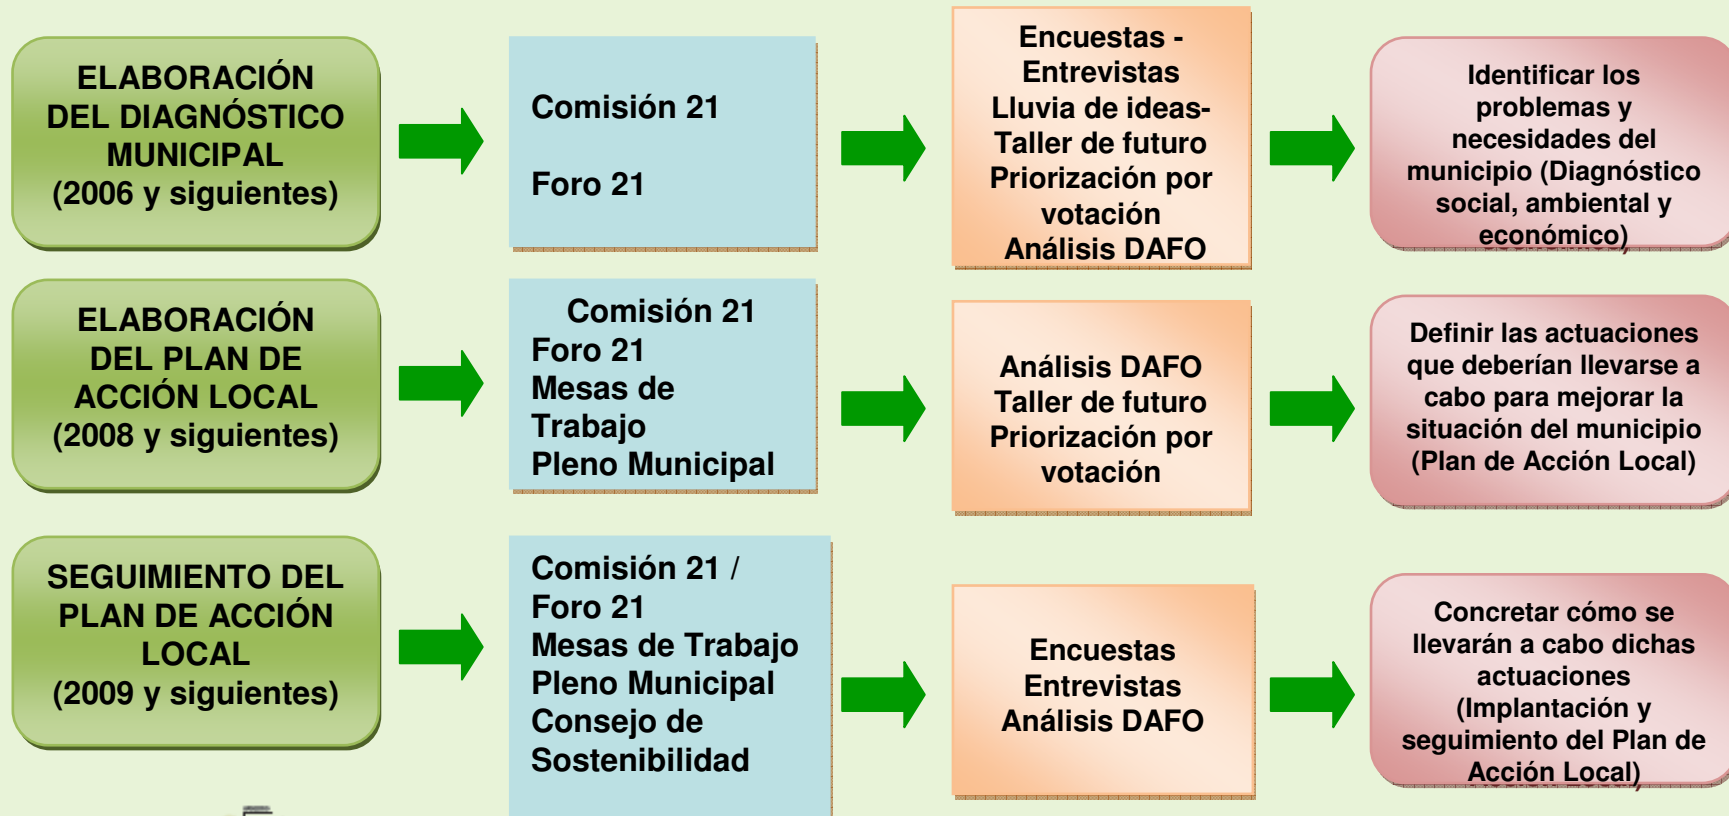 ELABORACIÓN
DEL DIAGNÓSTICO
MUNICIPAL
(2006 y siguientes)
Comisión 21
Foro 21
Encuestas -
Entrevistas
Lluvia de ideas-
Taller de futuro
Priorización por
votación
Análisis DAFO
Identificar los
problemas y
necesidades del
municipio (Diagnóstico
social, ambiental y
económico)
ELABORACIÓN
DEL PLAN DE
ACCIÓN LOCAL
(2008 y siguientes)
Comisión 21
Foro 21
Mesas de
Trabajo
Pleno Municipal
Análisis DAFO
Taller de futuro
Priorización por
votación
Definir las actuaciones
que deberían llevarse a
cabo para mejorar la
situación del municipio
(Plan de Acción Local)
SEGUIMIENTO DEL
PLAN DE ACCIÓN
LOCAL
(2009 y siguientes)
Comisión 21 /
Foro 21
Mesas de Trabajo
Pleno Municipal
Consejo de
Sostenibilidad
Encuestas
Entrevistas
Análisis DAFO
Concretar cómo se
llevarán a cabo dichas
actuaciones
(Implantación y
seguimiento del Plan de
Acción Local)